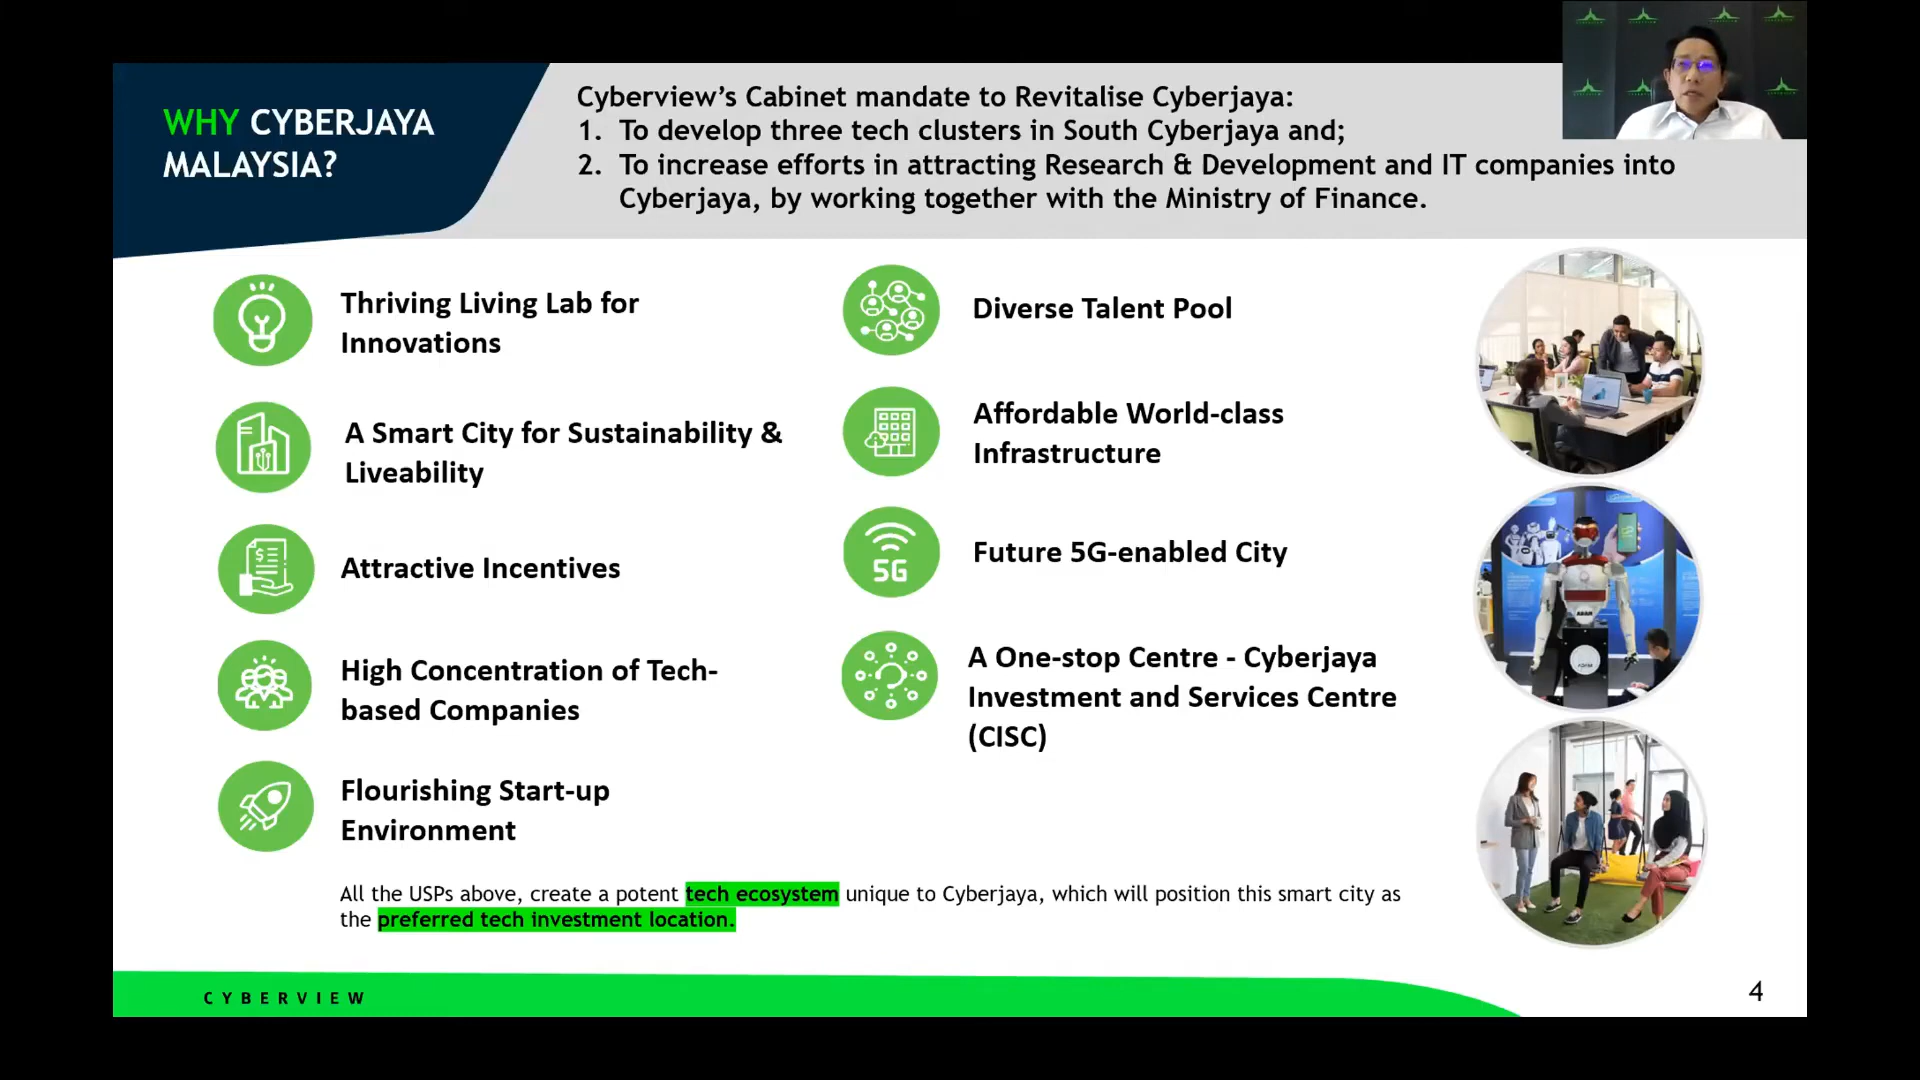 WHY CYBERJAYA
MALAYSIA?
Cyberview's Cabinet mandate to Revitalise Cyberjaya:
1. To develop three tech clusters in South Cyberjaya and;
2. To increase efforts in attracting Research & Development and IT companies into
Cyberjaya, by working together with the Ministry of Finance.
Thriving Living Lab for
Innovations
A Smart City for Sustainability &
Liveability
Attractive Incentives
High Concentration of Tech-
based Companies
Flourishing Start-up
Environment
Diverse Talent Pool
Affordable World-class
Infrastructure
5G
Future 5G-enabled City
A One-stop Centre - Cyberjaya
Investment and Services Centre
(CISC)
All the USPs above, create a potent tech ecosystem unique to Cyberjaya, which will position this smart city as
the preferred tech investment location.
CYBERVIEW
4